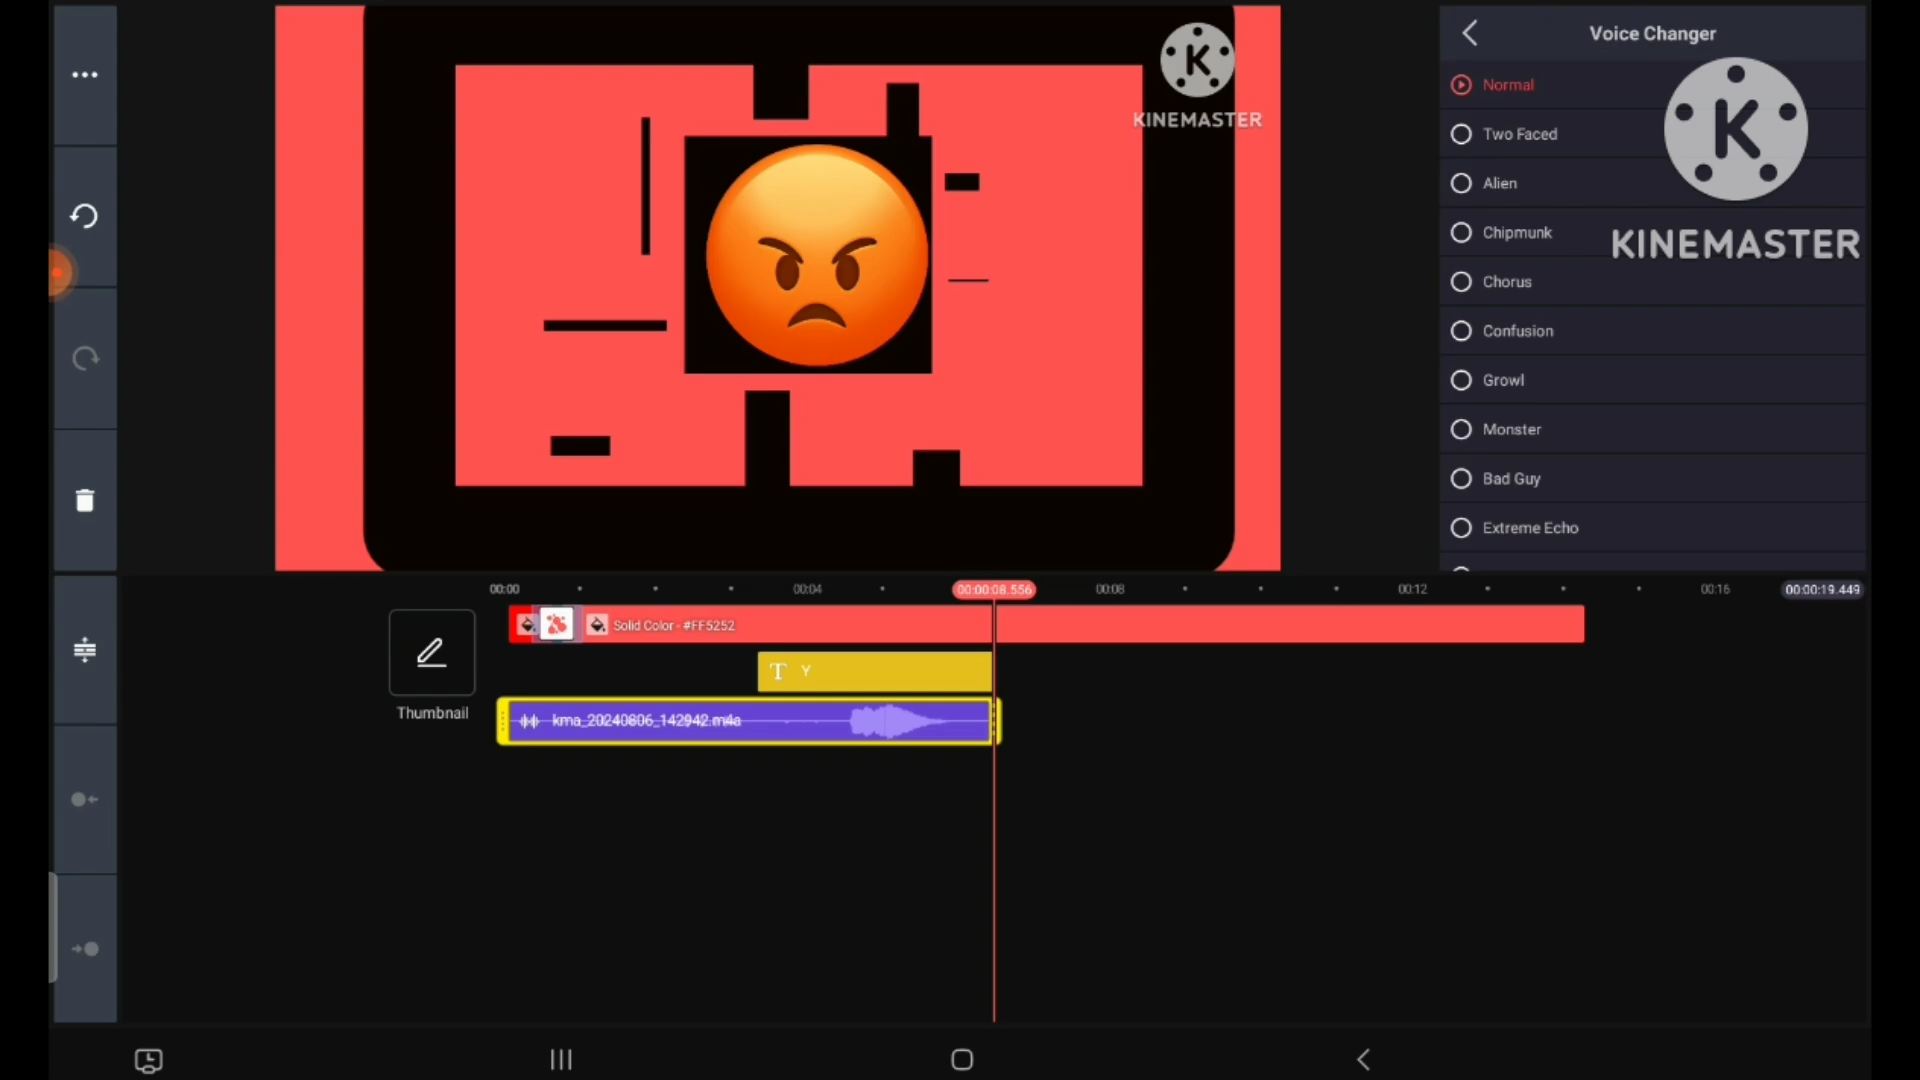 K
KINEMASTER
Voice Changer
Normal
Two Faced
Alien
Chipmunk
Chorus
Confusion
Growl
Monster
Bad Guy
Extreme Echo
K
KINEMASTER
00:00
00:04
00:00:08.556
00:08
00:12
00:16
00:00:19.449
Solid Color - #FF5252
T Y
kma_20240806_142942.m4a
Thumbnail